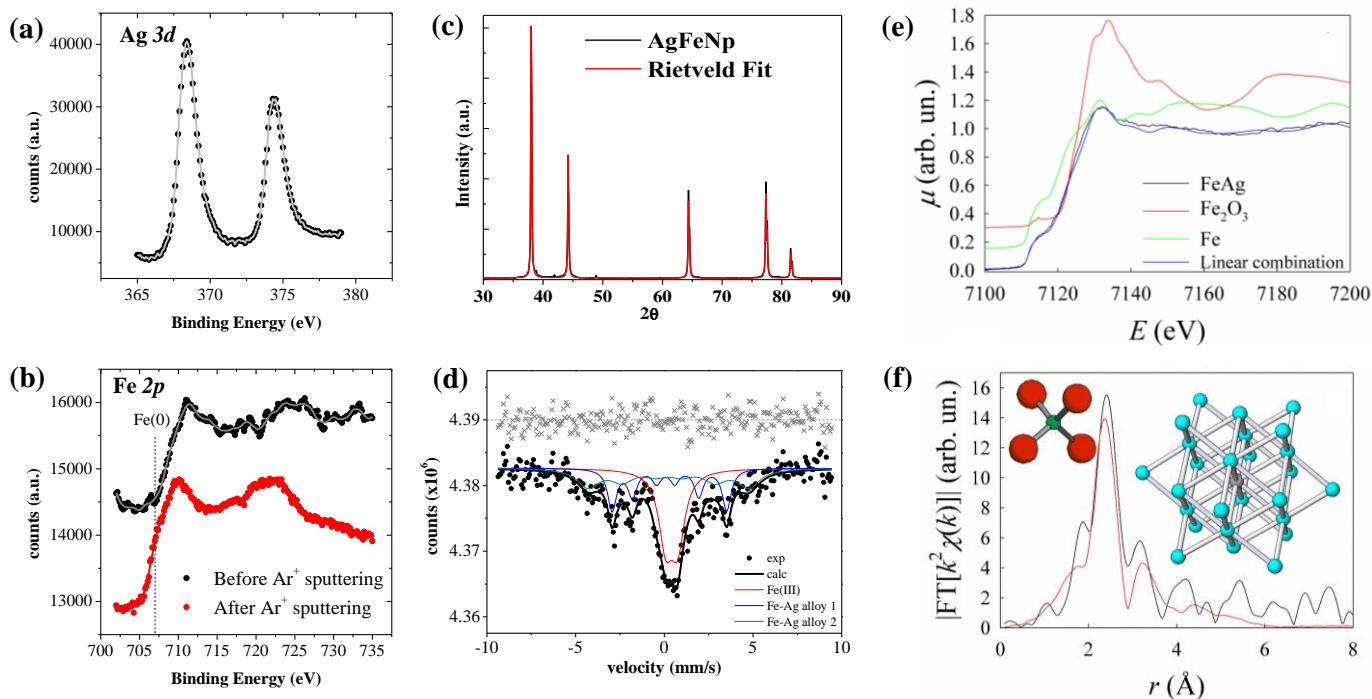 (a)
Ag 3d
40000
30000
20000
10000
counts (a.u.)
365 370 375 380
Binding Energy (eV)
(c)
AgFeNp
Rietveld Fit
Intensity (a.u.)
30 40 50 60 70 80 90
2θ
(e)
1.8
1.6
1.4
1.2
1.0
0.8
0.6
0.4
0.2
0.0
μ (arb. un.)
FeAg
Fe₂O₃
Fe
Linear combination
7100 7120 7140 7160 7180 7200
E (eV)
(b)
Fe 2p
Fe(0)
16000
15000
14000
13000
counts (a.u.)
Before Ar⁺ sputtering
After Ar⁺ sputtering
700 705 710 715 720 725 730 735
Binding Energy (eV)
(d)
4.39
4.38
4.37
4.36
counts (x10⁶)
exp
calc
Fe(III)
Fe-Ag alloy 1
Fe-Ag alloy 2
-10 -5 0 5 10
velocity (mm/s)
(f)
16
14
12
10
8
6
4
2
0
|FT[k² χ(k)]| (arb. un.)
0 1 2 3 4 5 6 8
r (Å)